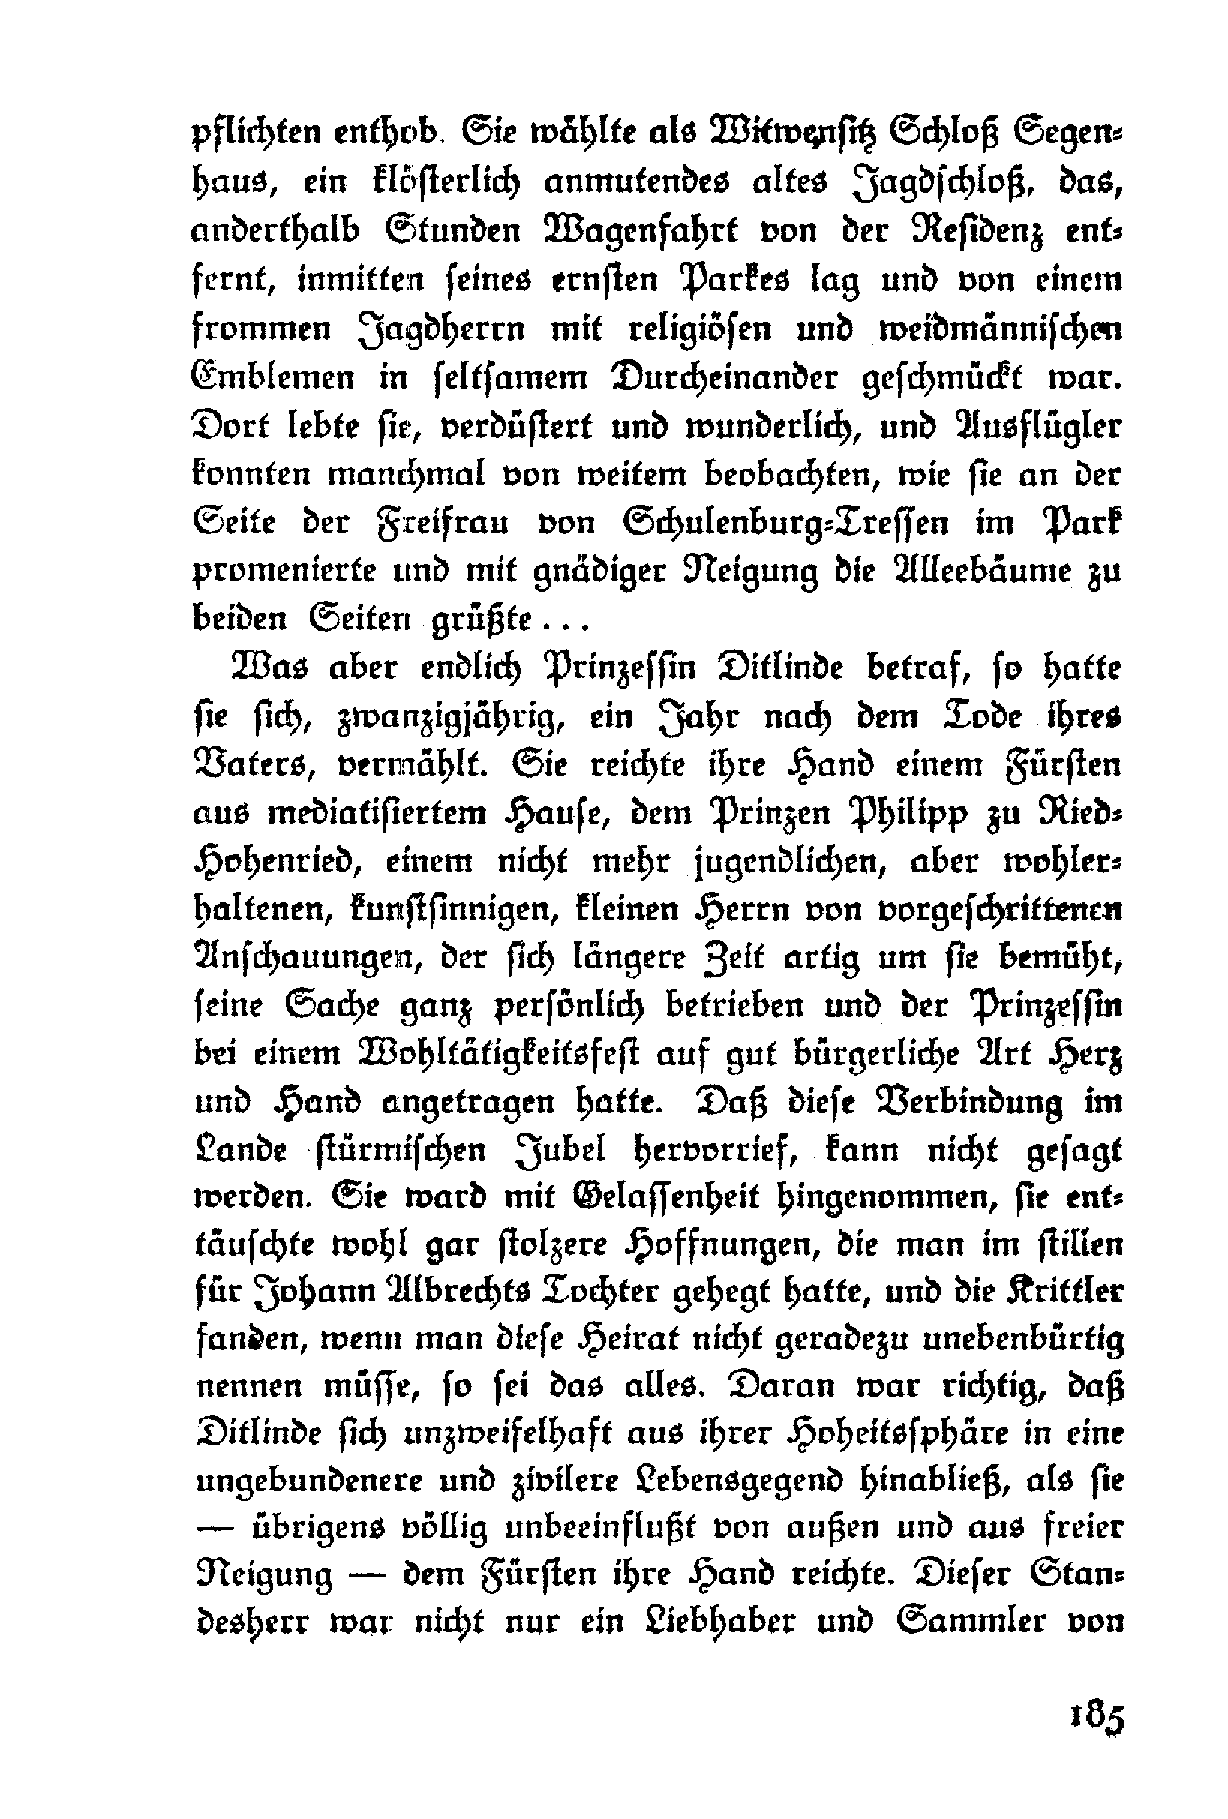 pflichten enthob. Sie wählte als Witwensitz Schloß Segen-
haus, ein klösterlich anmutendes altes Jagdschloß, das,
anderthalb Stunden Wagenfahrt von der Residenz ent-
fernt, inmitten seines ernsten Parkes lag und von einem
frommen Jagdherrn mit religiösen und weidmännischen
Emblemen in seltsamem Durcheinander geschmückt war.
Dort lebte sie, verdüstert und wunderlich, und Ausflügler
konnten manchmal von weitem beobachten, wie sie an der
Seite der Freifrau von Schulenburg-Tressen im Park
promenierte und mit gnädiger Neigung die Alleebäume zu
beiden Seiten grüßte ...
Was aber endlich Prinzessin Ditlinde betraf, so hatte
sie sich, zwanzigjährig, ein Jahr nach dem Tode ihres
Vaters, vermählt. Sie reichte ihre Hand einem Fürsten
aus mediatisiertem Hause, dem Prinzen Philipp zu Ried-
Hohenried, einem nicht mehr jugendlichen, aber wohler-
haltenen, kunstsinnigen, kleinen Herrn von vorgeschrittenen
Anschauungen, der sich längere Zeit artig um sie bemüht,
seine Sache ganz persönlich betrieben und der Prinzessin
bei einem Wohltätigkeitsfest auf gut bürgerliche Art Herz
und Hand angetragen hatte. Daß diese Verbindung im
Lande stürmischen Jubel hervorrief, kann nicht gesagt
werden. Sie ward mit Gelassenheit hingenommen, sie ent-
täuschte wohl gar stolzere Hoffnungen, die man im stillen
für Johann Albrechts Tochter gehegt hatte, und die Krittler
fanden, wenn man diese Heirat nicht geradezu unebenbürtig
nennen müsse, so sei das alles. Daran war richtig, daß
Ditlinde sich unzweifelhaft aus ihrer Hoheitssphäre in eine
ungebundenere und zivilere Lebensgegend hinabließ, als sie
— übrigens völlig unbeeinflußt von außen und aus freier
Neigung — dem Fürsten ihre Hand reichte. Dieser Stan-
desherr war nicht nur ein Liebhaber und Sammler von
185